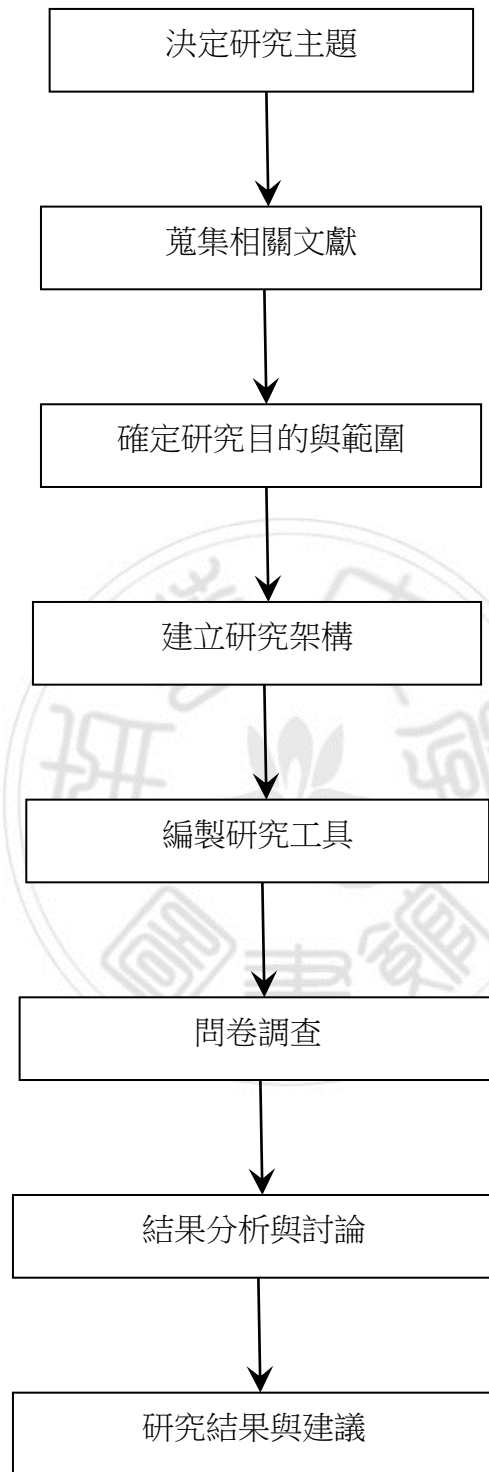 決定研究主題
蒐集相關文獻
確定研究目的與範圍
建立研究架構
編製研究工具
問卷調查
結果分析與討論
研究結果與建議